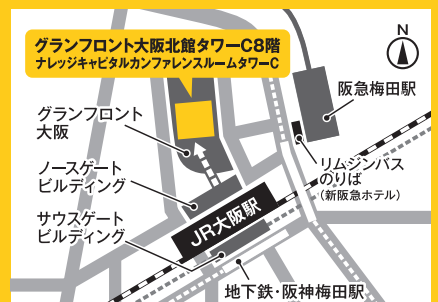 グランフロント大阪北館タワーC8階
ナレッジキャピタルカンファレンスルームタワーC
N
阪急梅田駅
グランフロント
大阪
ノースゲート
ビルディング
リムジンバス
のりば
(新阪急ホテル)
サウスゲート
ビルディング
JR大阪駅
地下鉄・阪神梅田駅